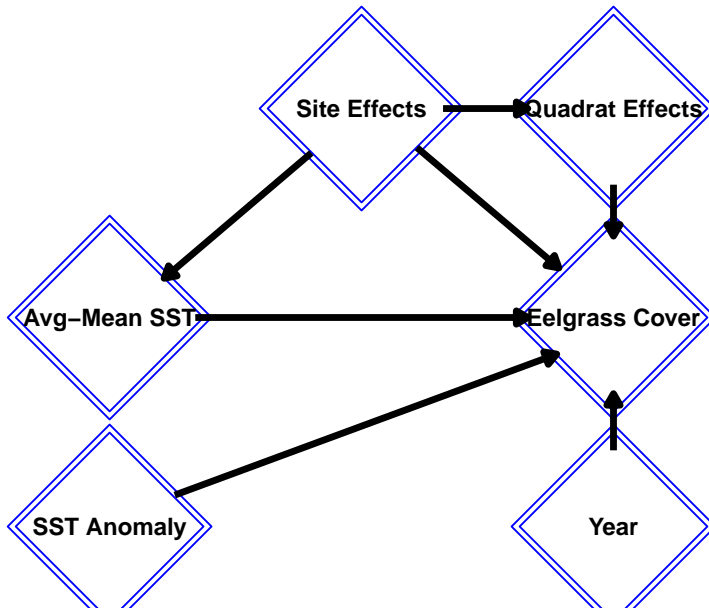 Site Effects
Quadrat Effects
Avg−Mean SST
Eelgrass Cover
SST Anomaly
Year